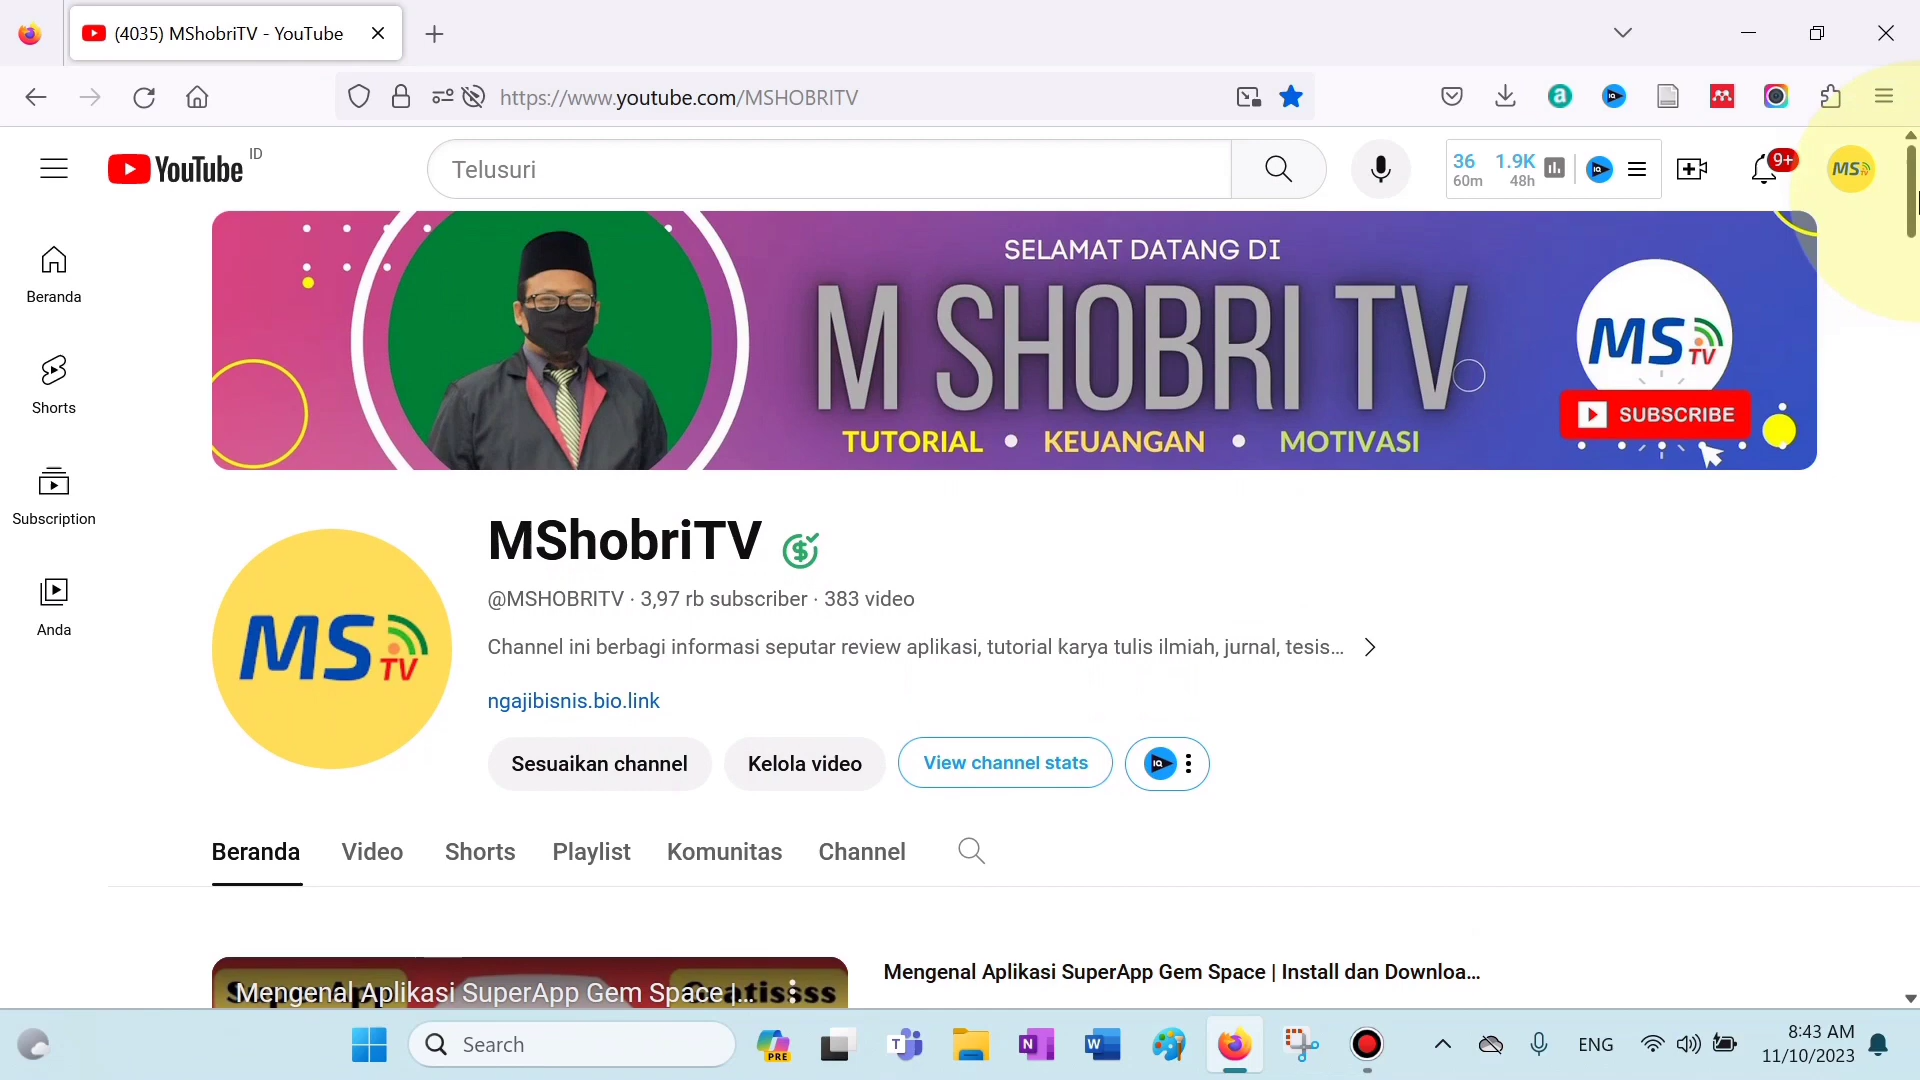 (4035) MShobriTV - YouTube
https://www.youtube.com/MSHOBRITV
YouTube ID
Telusuri
36 1.9K
60m 48h
9+
MS
Beranda
Shorts
Subscription
Anda
SELAMAT DATANG DI
M SHOBRI TV
TUTORIAL • KEUANGAN • MOTIVASI
MS TV
SUBSCRIBE
MS TV
MShobriTV
@MSHOBRITV · 3,97 rb subscriber · 383 video
Channel ini berbagi informasi seputar review aplikasi, tutorial karya tulis ilmiah, jurnal, tesis...
ngajibisnis.bio.link
Sesuaikan channel Kelola video View channel stats IQ
Beranda Video Shorts Playlist Komunitas Channel
Mengenal Aplikasi SuperApp Gem Space |...
Mengenal Aplikasi SuperApp Gem Space | Install dan Downloa...
Search
PRE
ENG
8:43 AM
11/10/2023